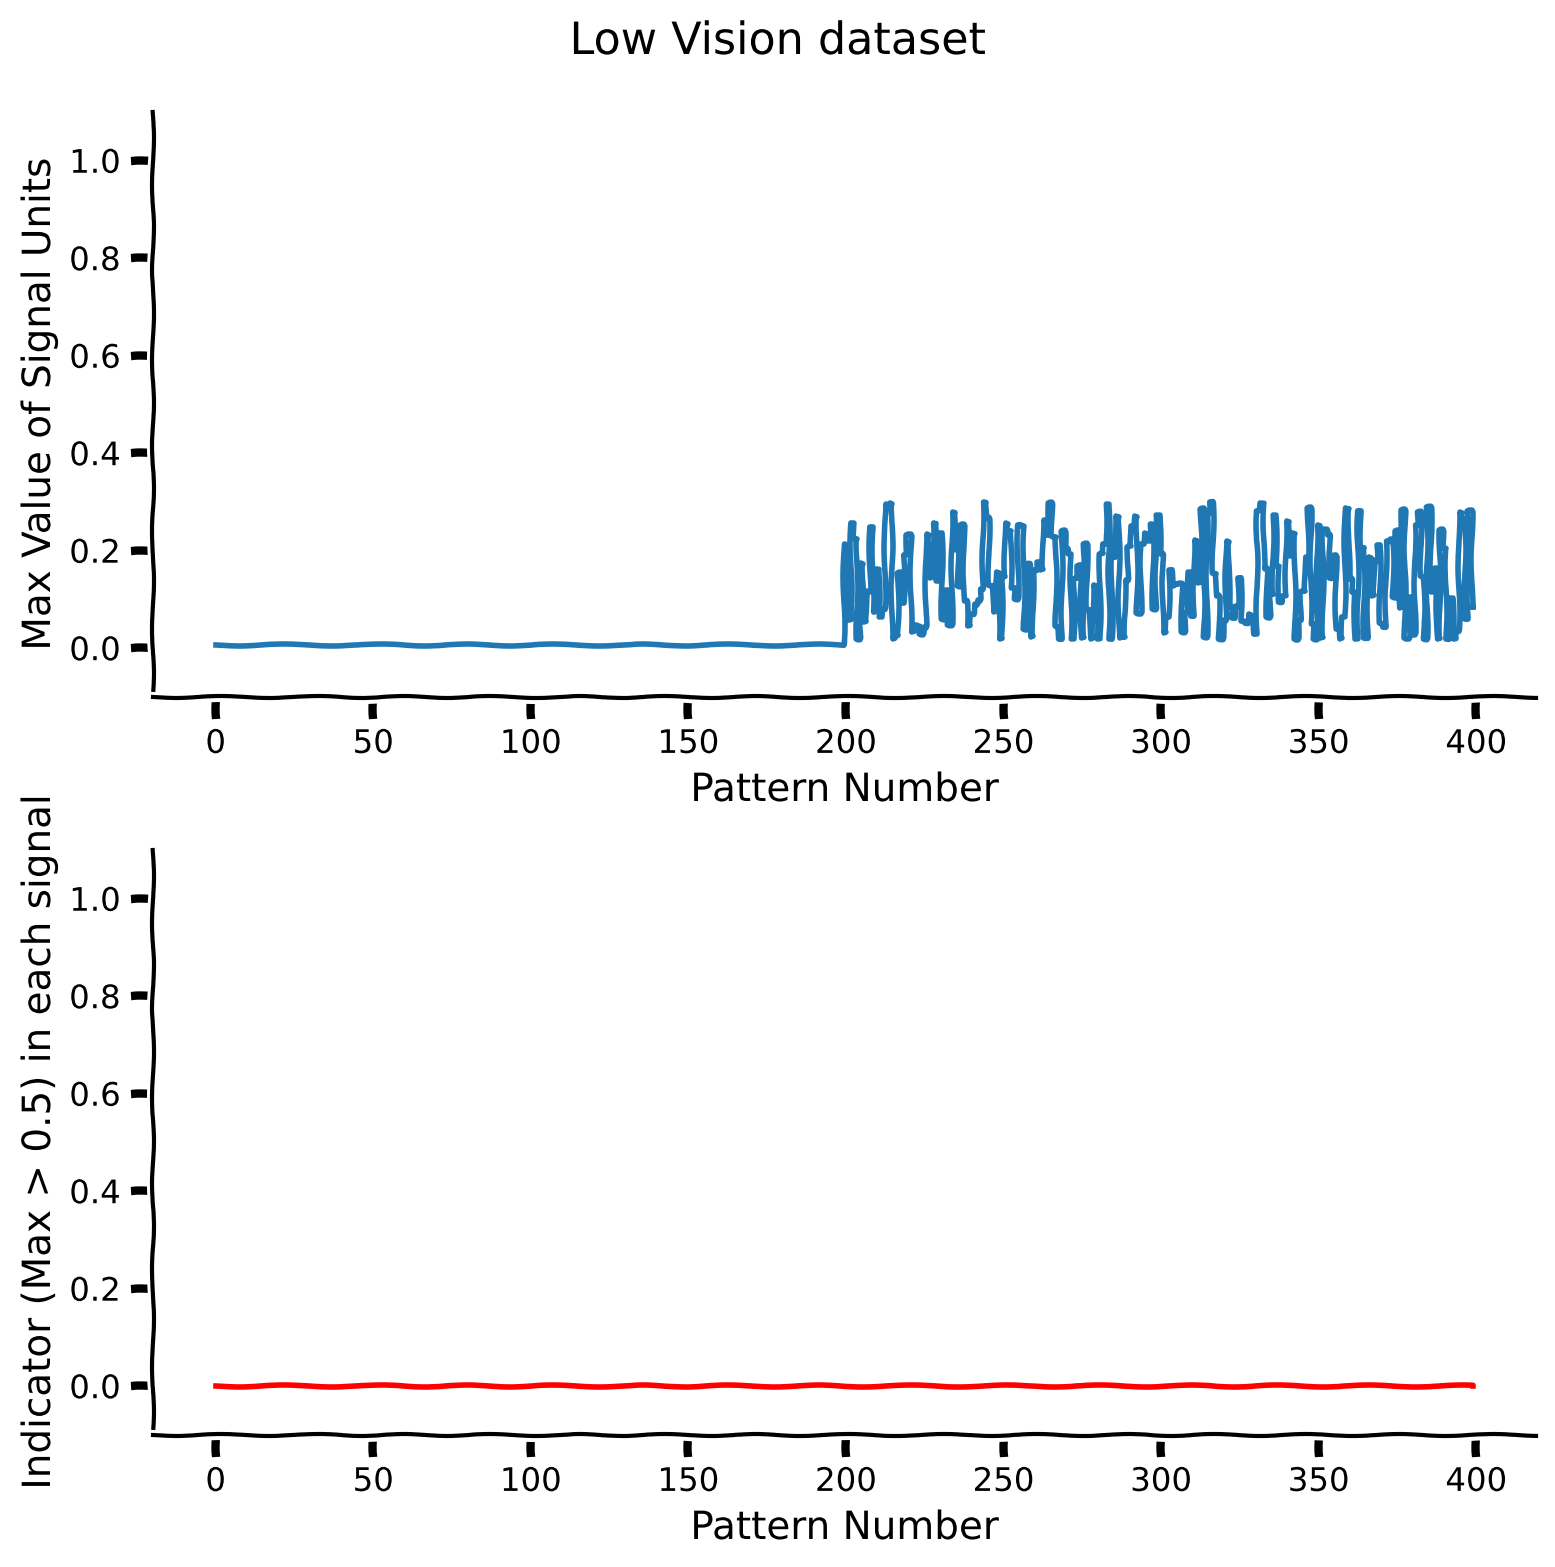 Low Vision dataset
Max Value of Signal Units
1.0
0.8
0.6
0.4
0.2
0.0
0 50 100 150 200 250 300 350 400
Pattern Number
Indicator (Max > 0.5) in each signal
1.0
0.8
0.6
0.4
0.2
0.0
0 50 100 150 200 250 300 350 400
Pattern Number